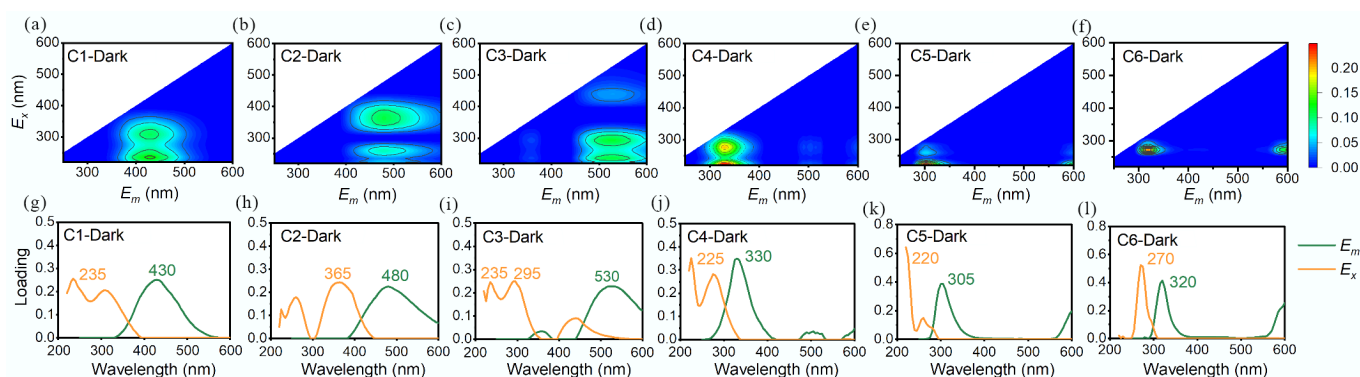 (a) (b) (c) (d) (e) (f)
C1-Dark C2-Dark C3-Dark C4-Dark C5-Dark C6-Dark
600 600 600 600 600 600
500 500 500 500 500 500
400 400 400 400 400 400
300 300 300 300 300 300
Ex (nm)
300 400 500 600 300 400 500 600 300 400 500 600 300 400 500 600 300 400 500 600 300 400 500 600
Em (nm) Em (nm) Em (nm) Em (nm) Em (nm) Em (nm)
0.20
0.15
0.10
0.05
0.00
(g) (h) (i) (j) (k) (l)
C1-Dark C2-Dark C3-Dark C4-Dark C5-Dark C6-Dark
Loading
0.5 0.5 0.5 0.5 0.8 0.8
0.4 0.4 0.4 0.4 0.6 0.6
0.3 0.3 0.3 0.3 0.4 0.4
0.2 0.2 0.2 0.2 0.2 0.2
0.1 0.1 0.1 0.1
0.0 0.0 0.0 0.0 0.0 0.0
235 430 365 480 235 295 530 225 330 220 305 270 320
200 300 400 500 600 200 300 400 500 600 200 300 400 500 600 200 300 400 500 600 200 300 400 500 600 200 300 400 500 600
Wavelength (nm) Wavelength (nm) Wavelength (nm) Wavelength (nm) Wavelength (nm) Wavelength (nm)
Em
Ex